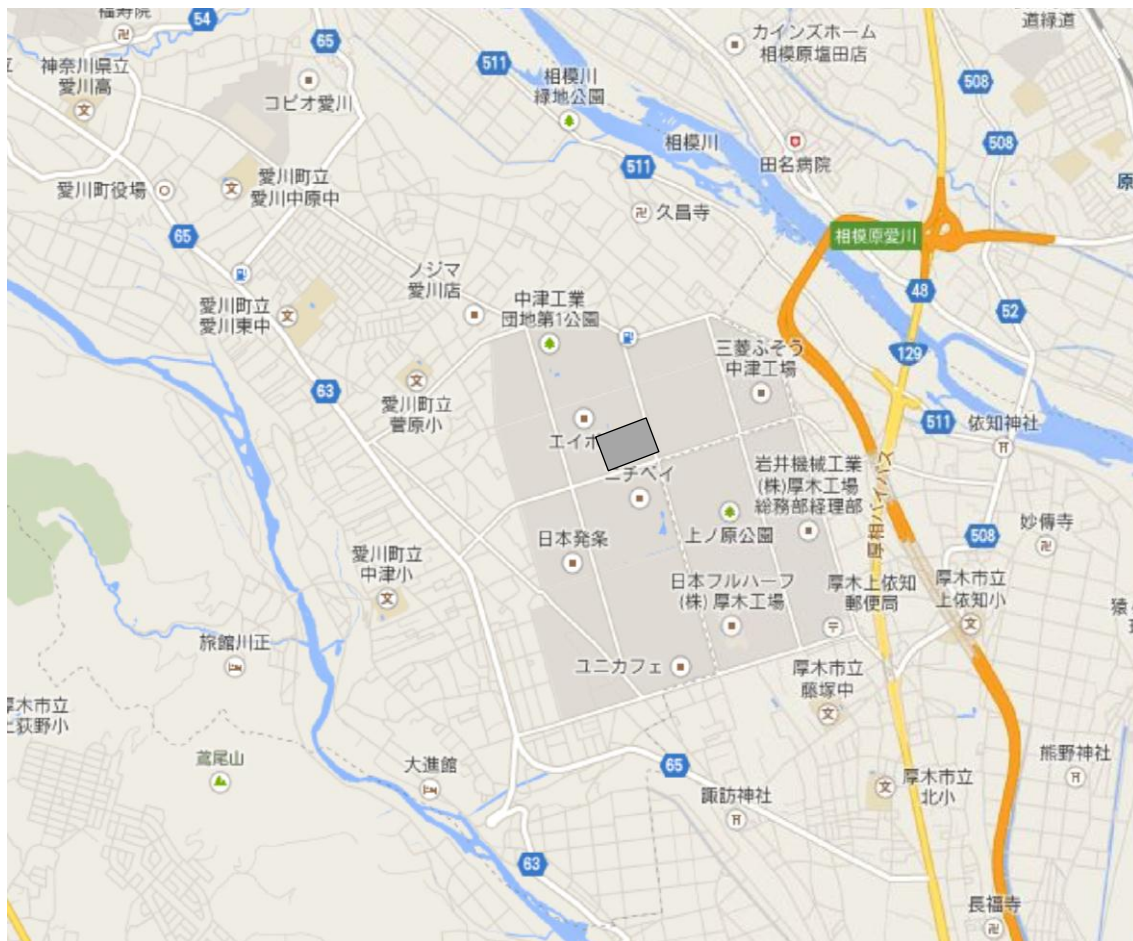 福寿院
54
65
神奈川県立
愛川高
コピオ愛川
511
相模川
緑地公園
カインズホーム
相模原塩田店
道緑道
508
508
相模川
田名病院
511
久昌寺
愛川町役場
愛川町立
愛川中原中
65
相模原愛川
48
52
129
愛川町立
愛川東中
ノジマ
愛川店
中津工業
団地第1公園
三菱ふそう
中津工場
63
愛川町立
菅原小
エイ
511
依知神社
ニチベイ
岩井機械工業
(株)厚木工場
総務部経理部
厚相バイパス
上ノ原公園
日本発条
508
妙傳寺
愛川町立
中津小
日本フルハーフ
(株) 厚木工場
厚木上依知
郵便局
厚木市立
上依知小
旅館川正
ユニカフェ
厚木市立
藤塚中
厚木市立
上荻野小
鳶尾山
大進館
65
諏訪神社
厚木市立
北小
熊野神社
63
長福寺